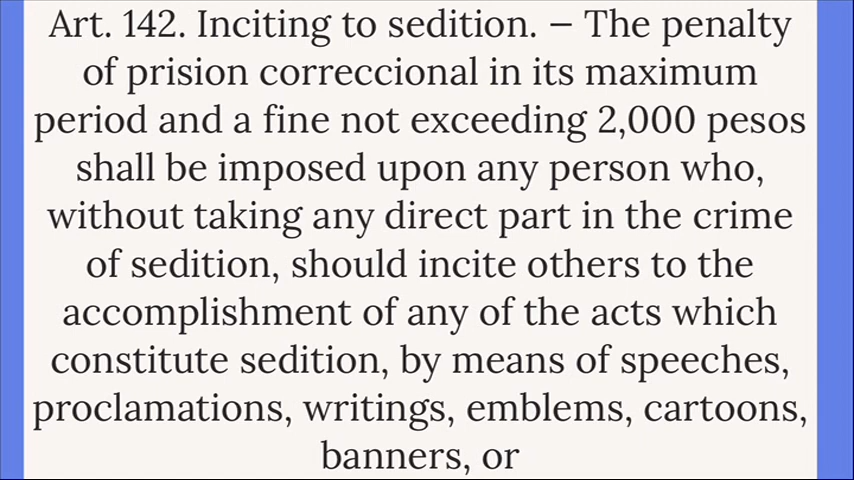 Art. 142. Inciting to sedition. — The penalty
of prision correccional in its maximum
period and a fine not exceeding 2,000 pesos
shall be imposed upon any person who,
without taking any direct part in the crime
of sedition, should incite others to the
accomplishment of any of the acts which
constitute sedition, by means of speeches,
proclamations, writings, emblems, cartoons,
banners, or